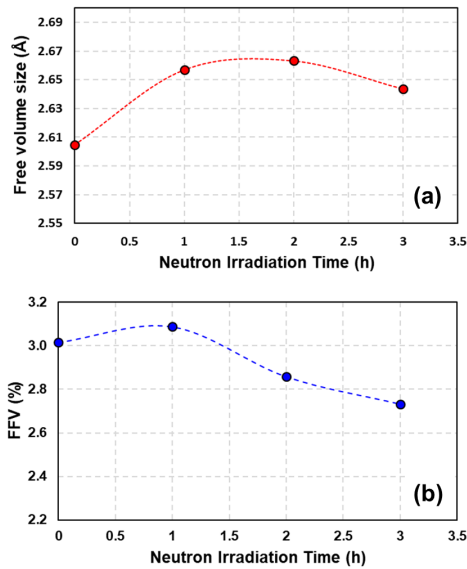 Free volume size (Å)
2.69
2.67
2.65
2.63
2.61
2.59
2.57
2.55
(a)
0 0.5 1 1.5 2 2.5 3 3.5
Neutron Irradiation Time (h)
FFV (%)
3.2
3.0
2.8
2.6
2.4
2.2
(b)
0 0.5 1 1.5 2 2.5 3 3.5
Neutron Irradiation Time (h)